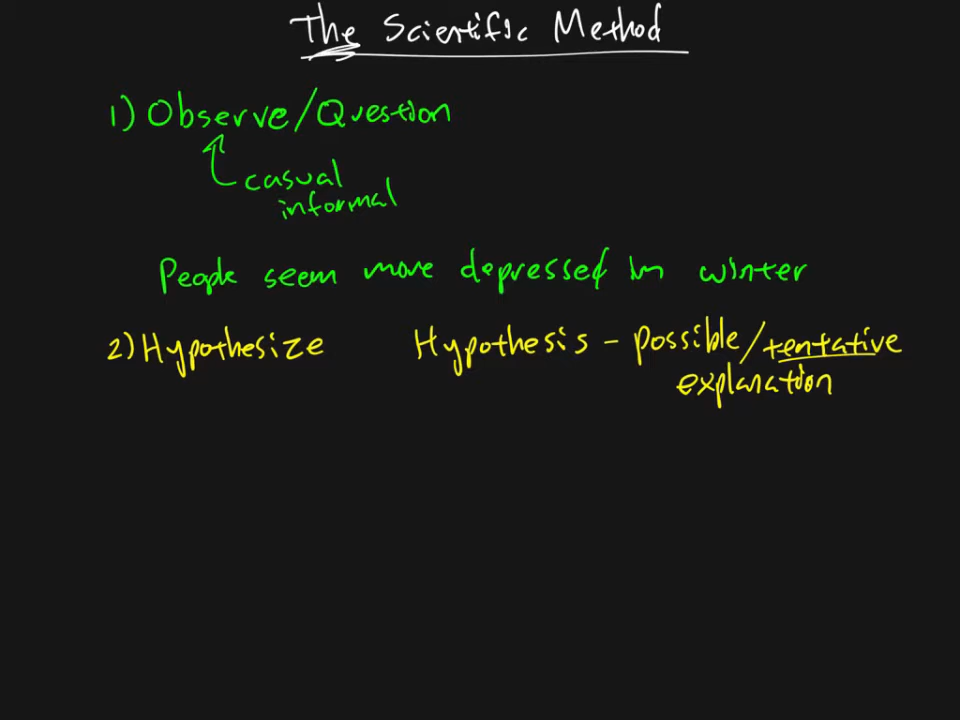 The Scientific Method
1) Observe/Question
casual
informal
People seem more depressed in winter
2) Hypothesize Hypothesis - possible/tentative
explanation